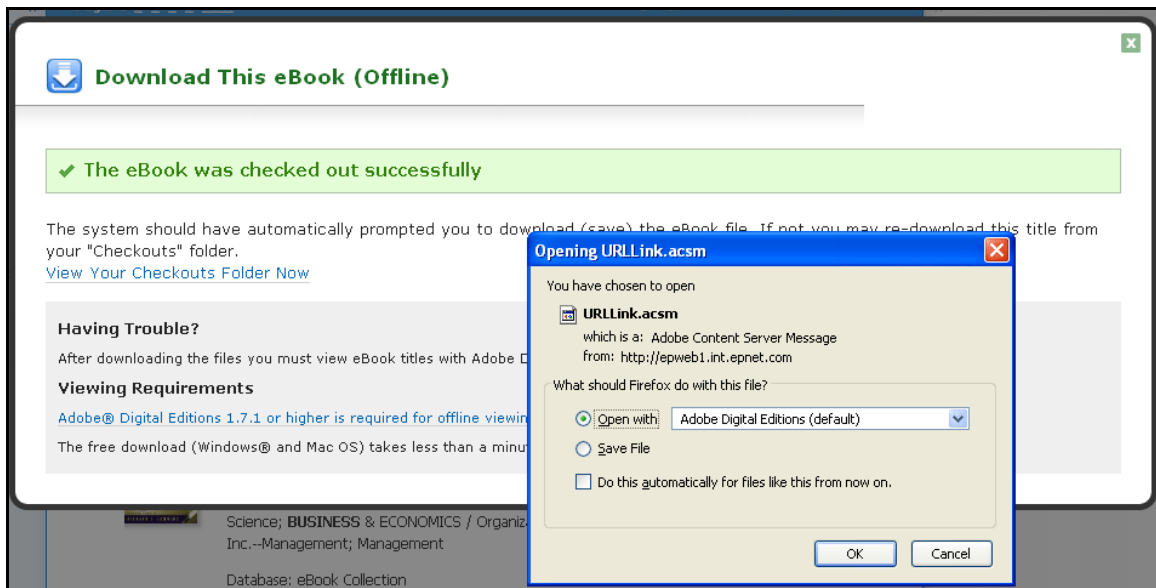 Download This eBook (Offline)
The eBook was checked out successfully
The system should have automatically prompted you to download (save) the eBook file. If not you may re-download this title from
your "Checkouts" folder.
View Your Checkouts Folder Now
Having Trouble?
After downloading the files you must view eBook titles with Adobe
Viewing Requirements
Adobe® Digital Editions 1.7.1 or higher is required for offline viewin
The free download (Windows® and Mac OS) takes less than a minu
Opening URLLink.acsm
You have chosen to open
URLLink.acsm
which is a: Adobe Content Server Message
from: http://epweb1.int.epnet.com
What should Firefox do with this file?
Open with
Adobe Digital Editions (default)
Save File
Do this automatically for files like this from now on.
OK
Cancel
Science; BUSINESS & ECONOMICS / Organiz
Inc.--Management; Management
Database: eBook Collection